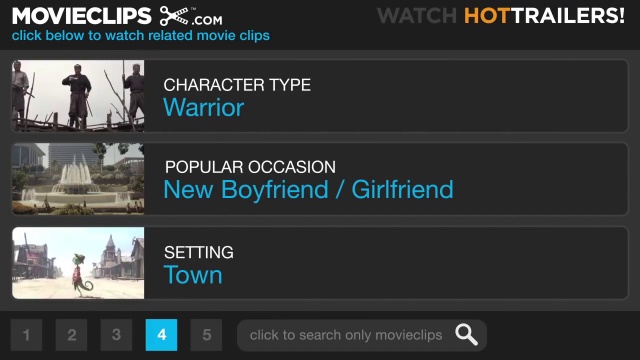 MOVIECLIPS .COM™
WATCH HOTTRAILERS!
click below to watch related movie clips
CHARACTER TYPE
Warrior
POPULAR OCCASION
New Boyfriend / Girlfriend
SETTING
Town
1 2 3 4 5 click to search only movieclips